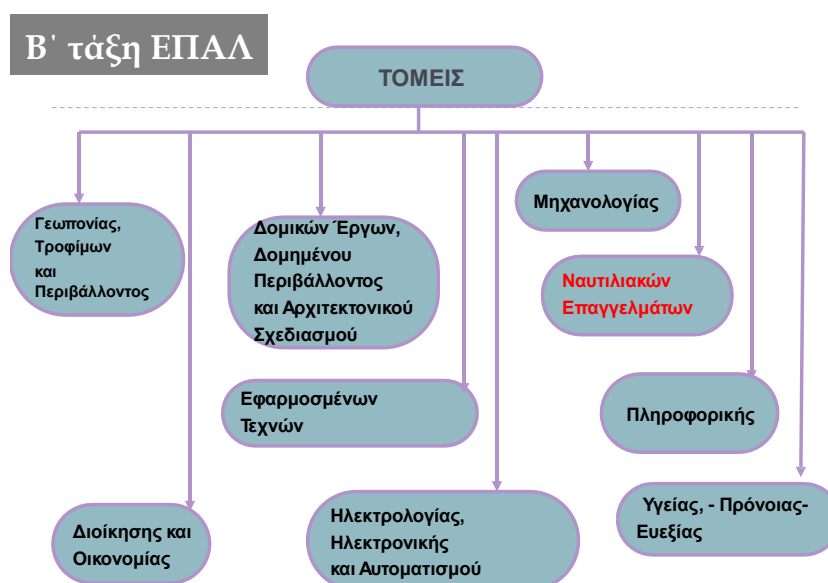 Β΄ τάξη ΕΠΑΛ
ΤΟΜΕΙΣ
Γεωπονίας,
Τροφίμων
και
Περιβάλλοντος
Δομικών Έργων,
Δομημένου
Περιβάλλοντος
και Αρχιτεκτονικού
Σχεδιασμού
Μηχανολογίας
Ναυτιλιακών
Επαγγελμάτων
Εφαρμοσμένων
Τεχνών
Πληροφορικής
Διοίκησης και
Οικονομίας
Ηλεκτρολογίας,
Ηλεκτρονικής
και Αυτοματισμού
Υγείας, - Πρόνοιας-
Ευεξίας